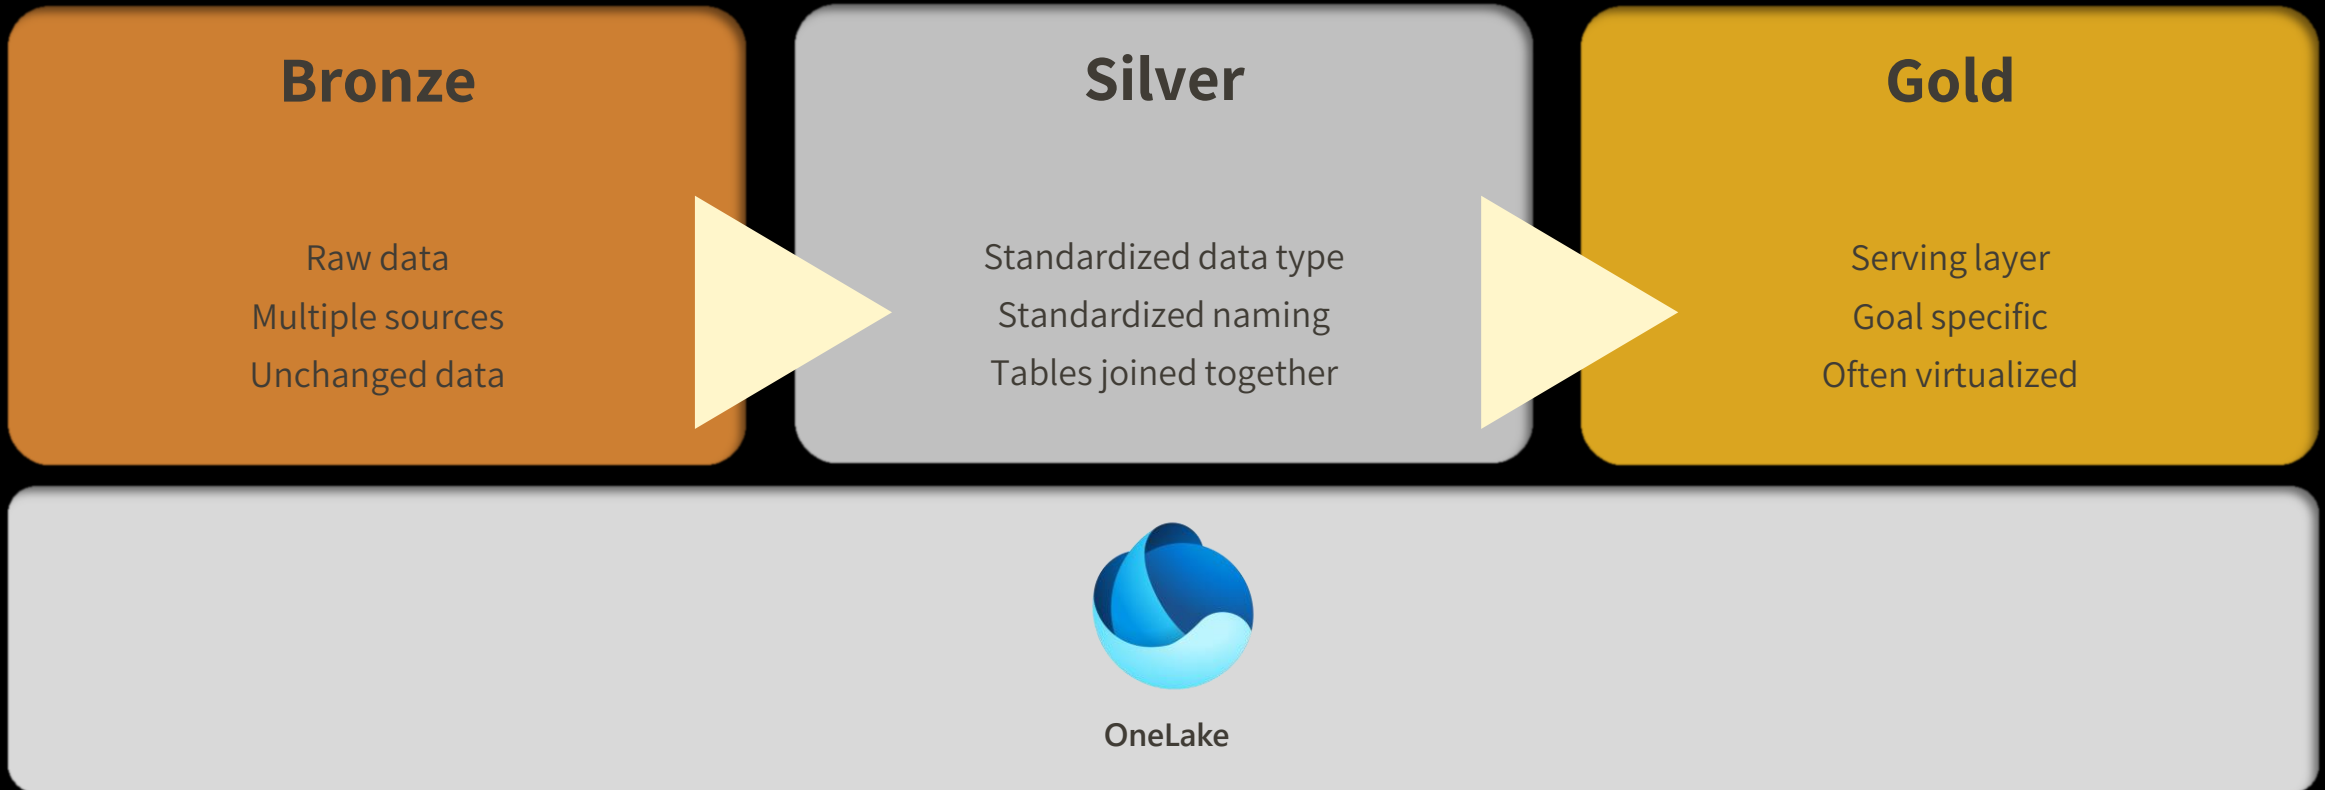 Bronze
Raw data
Multiple sources
Unchanged data
Silver
Standardized data type
Standardized naming
Tables joined together
Gold
Serving layer
Goal specific
Often virtualized
OneLake